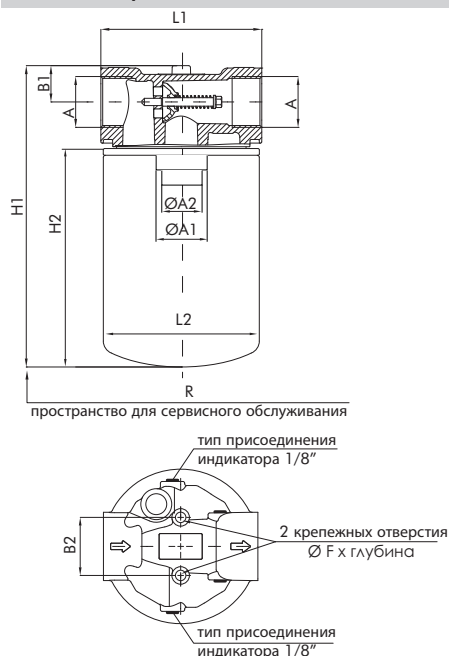 L1
B1
A
A
H1
H2
ØA2
ØA1
L2
R
пространство для сервисного обслуживания
тип присоединения
индикатора 1/8”
B2
2 крепежных отверстия
Ø F x глубина
тип присоединения
индикатора 1/8”